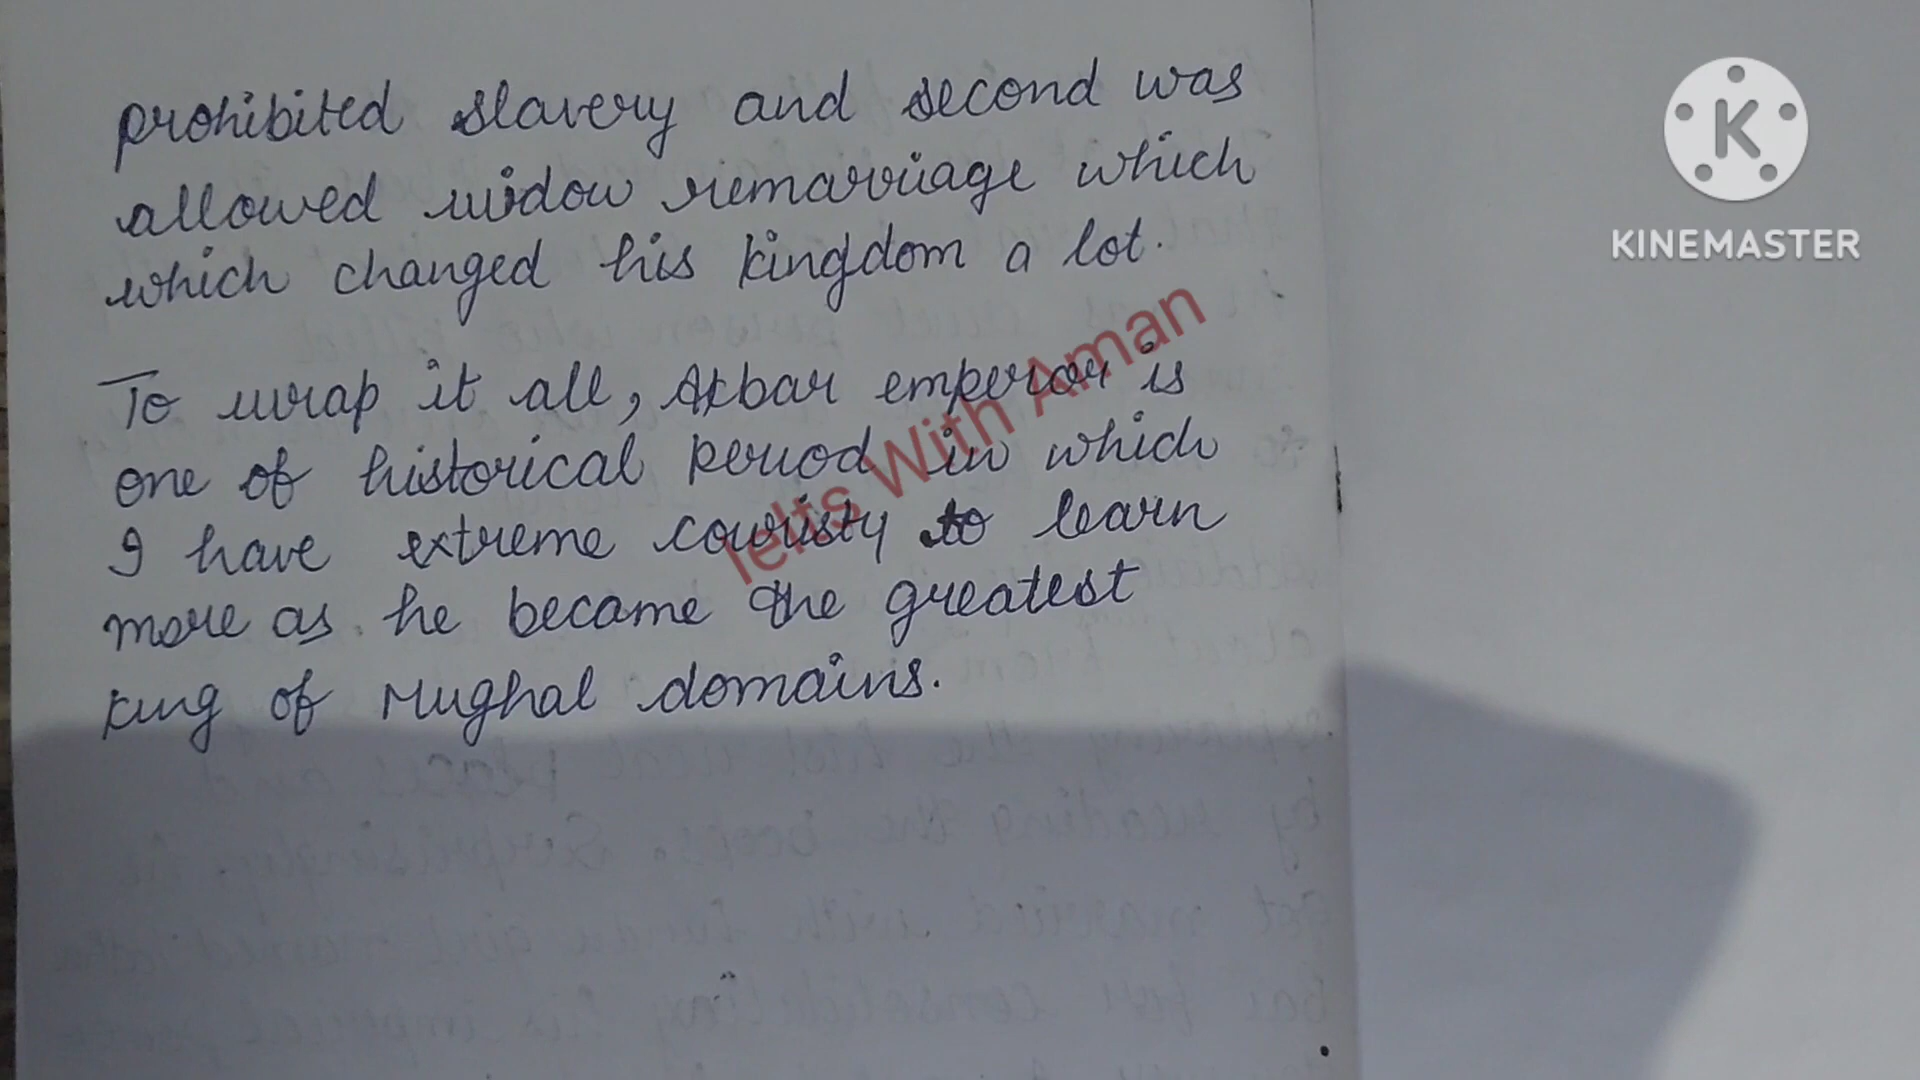 prohibited slavery and second was
allowed widow remarriage which
which changed his kingdom a lot.
To wrap it all, Akbar emperor is
one of historical period in which
I have extreme couristy to learn
more as he became the greatest
king of Mughal domains.
Ielts With Aman
K
KINEMASTER